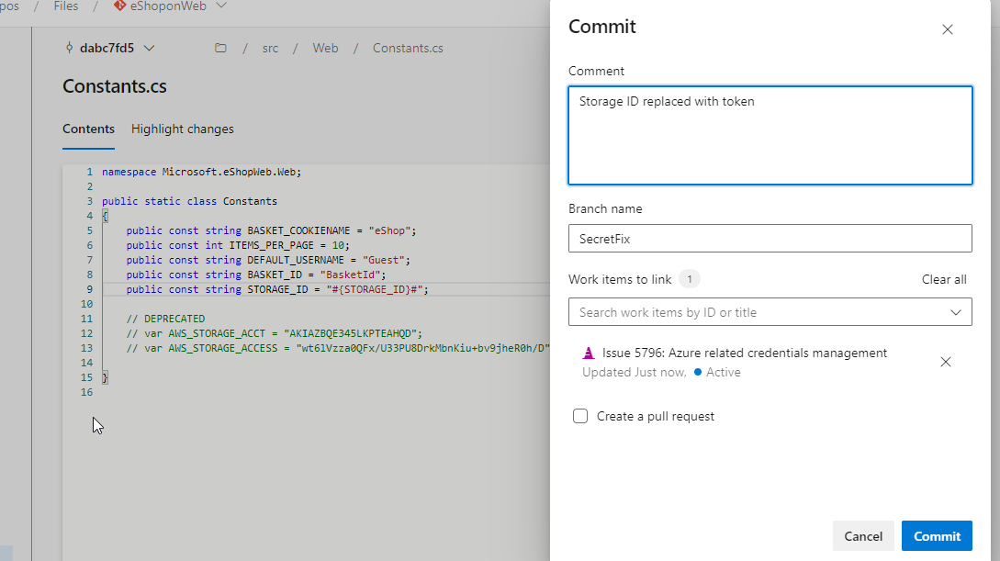 pos / Files / eShoponWeb
dabc7fd5 / src / Web / Constants.cs
Constants.cs
Contents Highlight changes
1 namespace Microsoft.eShopWeb.Web;
2
3 public static class Constants
4 {
5 public const string BASKET_COOKIENAME = "eShop";
6 public const int ITEMS_PER_PAGE = 10;
7 public const string DEFAULT_USERNAME = "Guest";
8 public const string BASKET_ID = "BasketId";
9 public const string STORAGE_ID = "#{STORAGE_ID}#";
10
11 // DEPRECATED
12 // var AWS_STORAGE_ACCT = "AKIAZBQE345LKPTEAHQD";
13 // var AWS_STORAGE_ACCESS = "wt6lVzza0QFx/U33PU8DrkMbnKiu+bv9jheR0h/D"
14
15 }
16
Commit
Comment
Storage ID replaced with token
Branch name
SecretFix
Work items to link 1 Clear all
Search work items by ID or title
Issue 5796: Azure related credentials management
Updated Just now, Active
Create a pull request
Cancel Commit